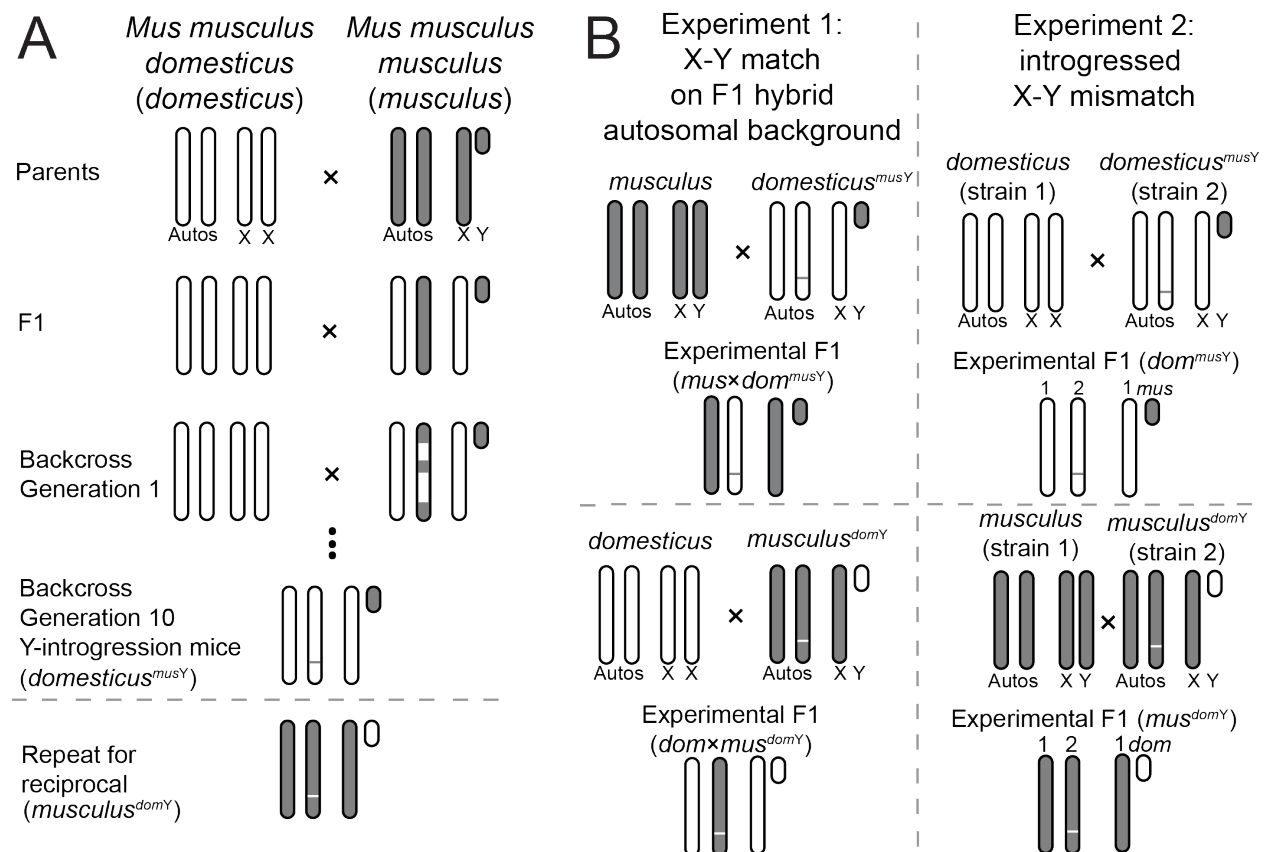 A
Mus musculus
domesticus
(domesticus)
Mus musculus
musculus
(musculus)
Parents
×
Autos X X
Autos X Y
F1
×
Backcross
Generation 1
×
Backcross
Generation 10
Y-introgression mice
(domesticusmusY)
Repeat for
reciprocal
(musculusdomY)
B
Experiment 1:
X-Y match
on F1 hybrid
autosomal background
musculus
domesticusmusY
×
Autos X Y
Autos X Y
Experimental F1
(mus×dommusY)
domesticus
musculusdomY
×
Autos X X
Autos X Y
Experimental F1
(dom×musdomY)
Experiment 2:
introgressed
X-Y mismatch
domesticus
(strain 1)
domesticusmusY
(strain 2)
×
Autos X X
Autos X Y
Experimental F1 (dommusY)
1 2 1 mus
musculus
(strain 1)
musculusdomY
(strain 2)
×
Autos X Y
Autos X Y
Experimental F1 (musdomY)
1 2 1 dom